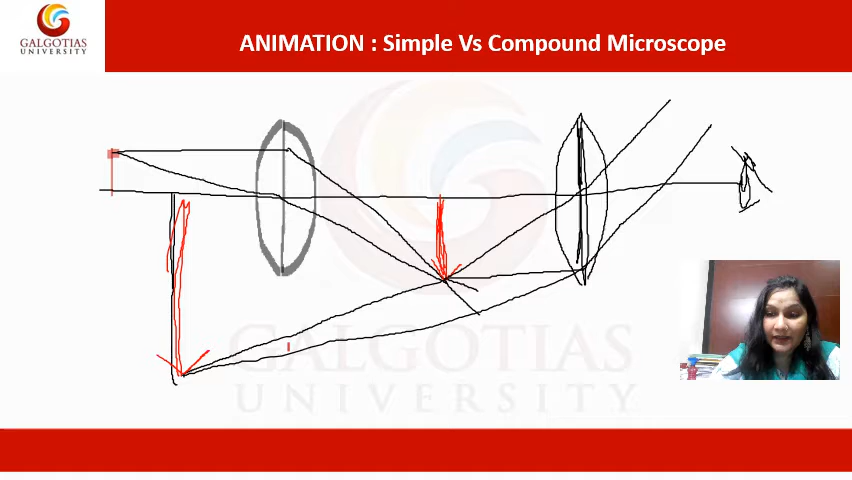 GALGOTIAS
UNIVERSITY
ANIMATION : Simple Vs Compound Microscope
GALGOTIAS
UNIVERSITY